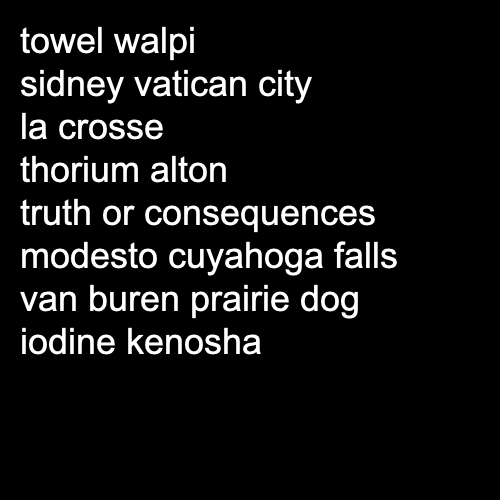 towel walpi
sidney vatican city
la crosse
thorium alton
truth or consequences
modesto cuyahoga falls
van buren prairie dog
iodine kenosha